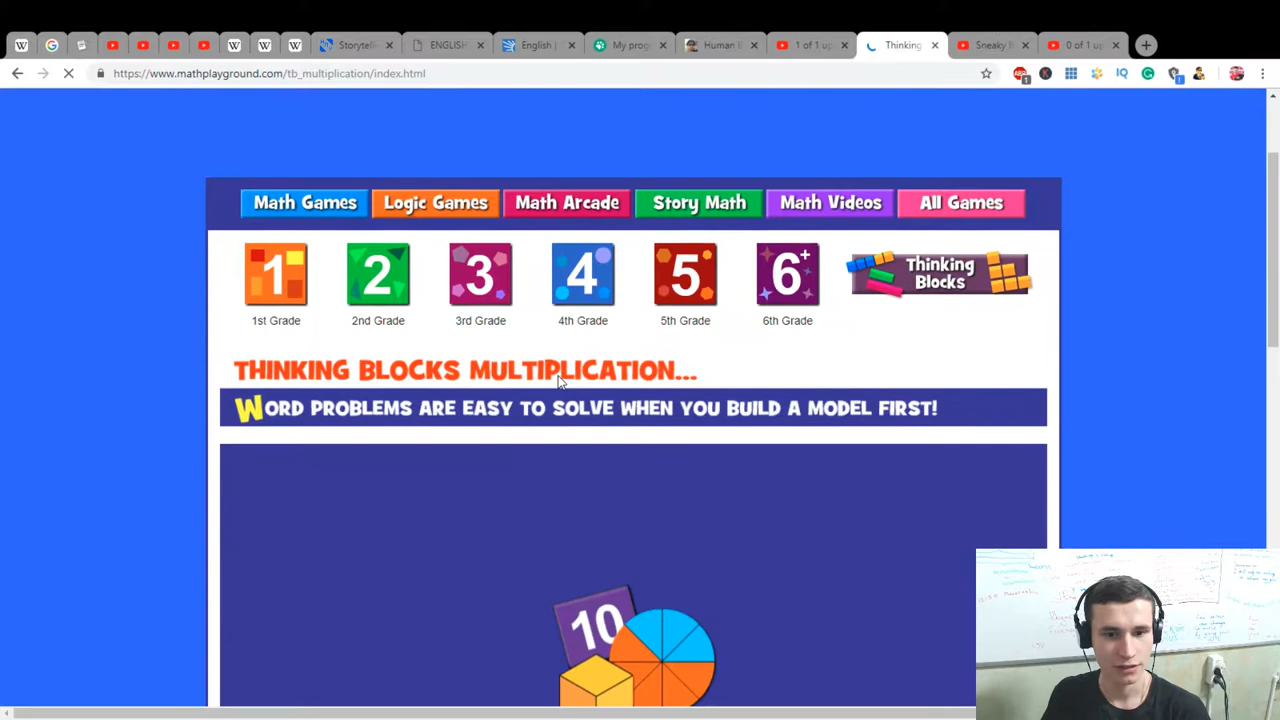 Storytelli
ENGLISH
English |
My prog
Human B
1 of 1 up
Thinking
Sneaky B
0 of 1 up
https://www.mathplayground.com/tb_multiplication/index.html
Math Games
Logic Games
Math Arcade
Story Math
Math Videos
All Games
1
2
3
4
5
6+
Thinking
Blocks
1st Grade
2nd Grade
3rd Grade
4th Grade
5th Grade
6th Grade
THINKING BLOCKS MULTIPLICATION...
WORD PROBLEMS ARE EASY TO SOLVE WHEN YOU BUILD A MODEL FIRST!
10